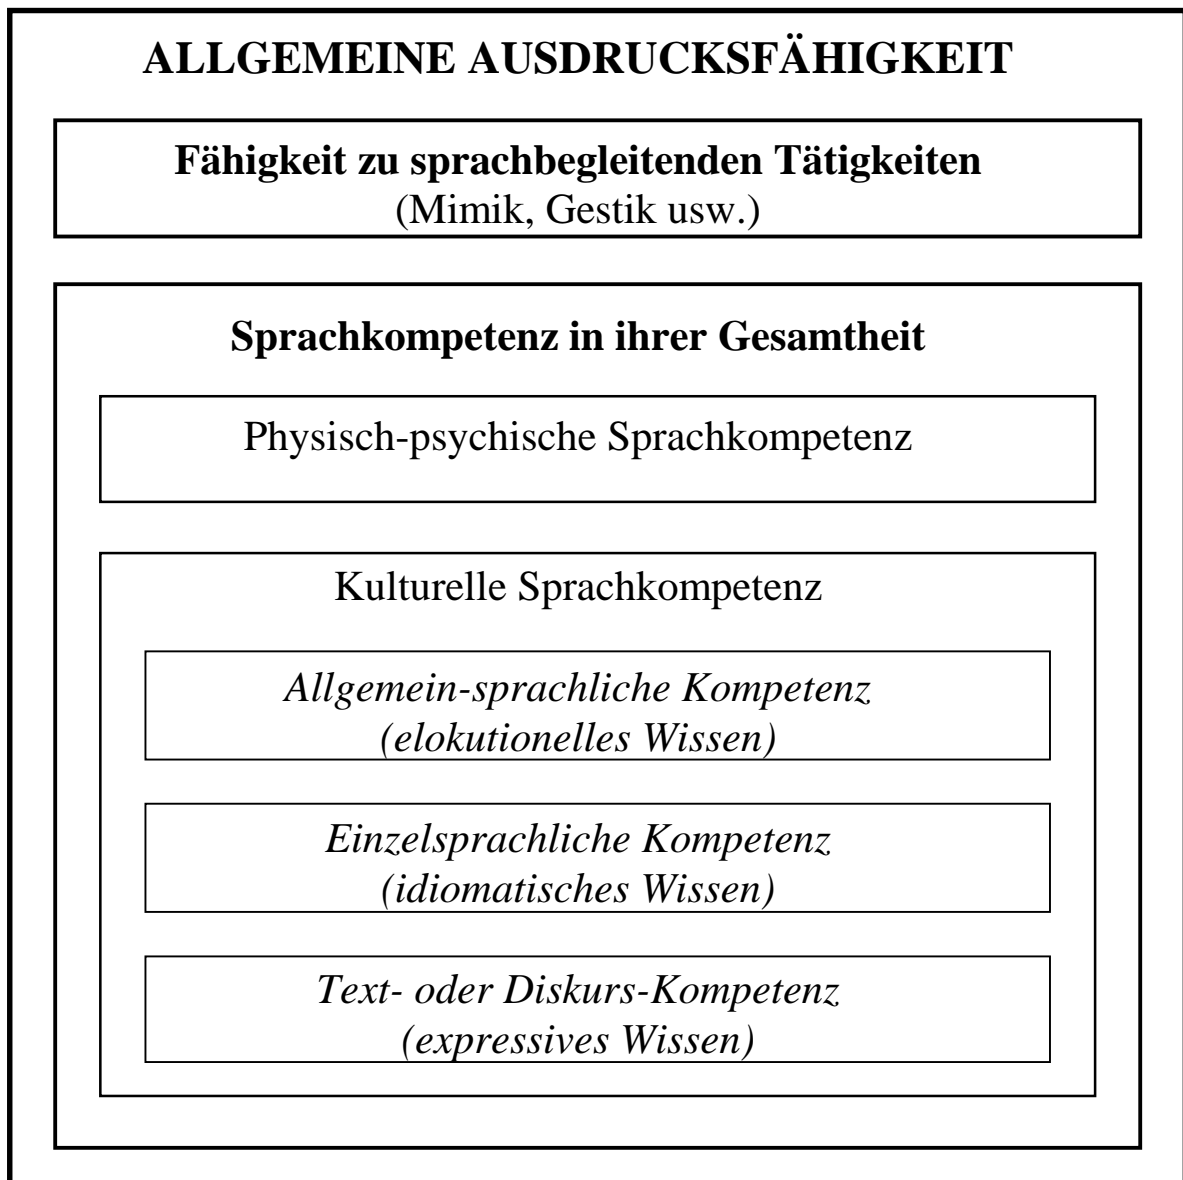 ALLGEMEINE AUSDRUCKSFÄHIGKEIT
Fähigkeit zu sprachbegleitenden Tätigkeiten
(Mimik, Gestik usw.)
Sprachkompetenz in ihrer Gesamtheit
Physisch-psychische Sprachkompetenz
Kulturelle Sprachkompetenz
Allgemein-sprachliche Kompetenz
(elokutionelles Wissen)
Einzelsprachliche Kompetenz
(idiomatisches Wissen)
Text- oder Diskurs-Kompetenz
(expressives Wissen)